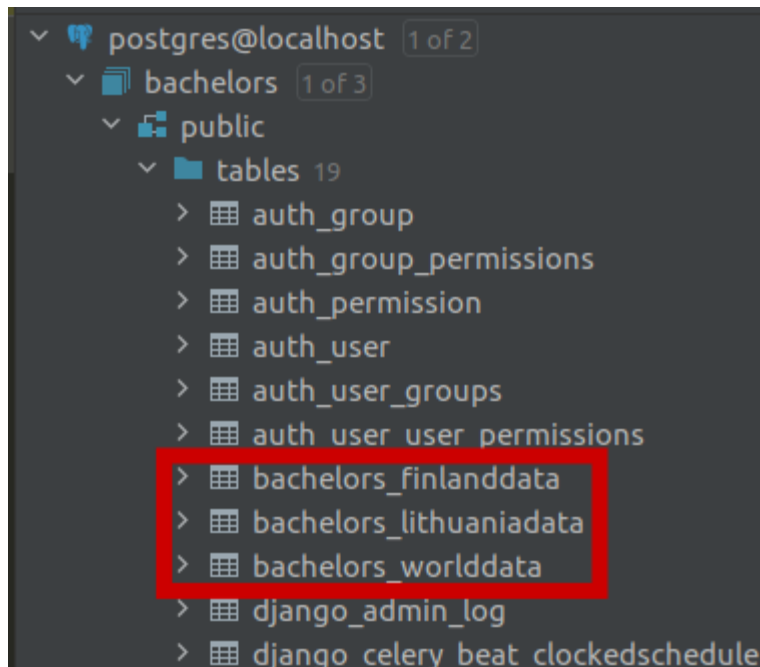 postgres@localhost 1 of 2
bachelors 1 of 3
public
tables 19
auth_group
auth_group_permissions
auth_permission
auth_user
auth_user_groups
auth_user_user_permissions
bachelors_finlanddata
bachelors_lithuaniadata
bachelors_worlddata
django_admin_log
django_celery_beat_clockedschedule